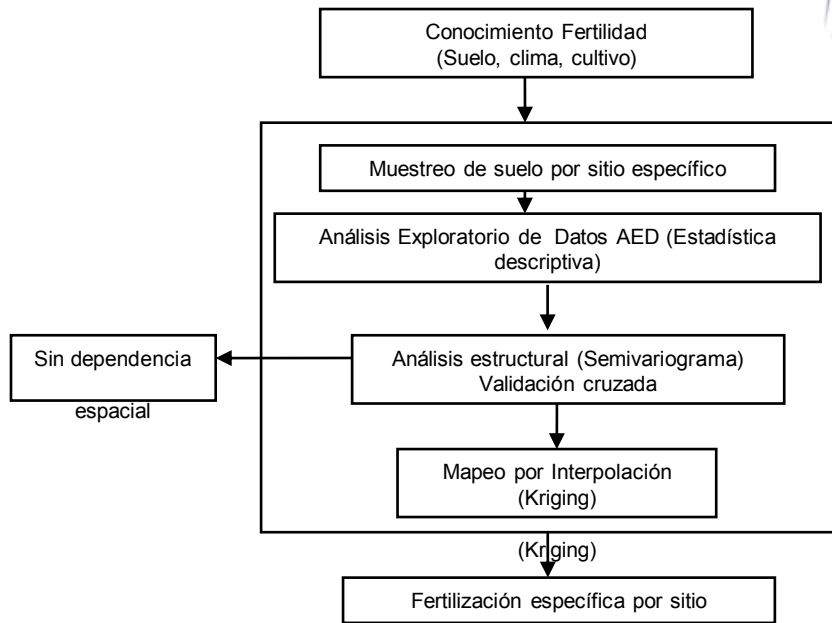 Conocimiento Fertilidad
(Suelo, clima, cultivo)
Muestreo de suelo por sitio específico
Análisis Exploratorio de Datos AED (Estadística
descriptiva)
Sin dependencia
espacial
Análisis estructural (Semivariograma)
Validación cruzada
Mapeo por Interpolación
(Kriging)
(Kriging)
Fertilización específica por sitio